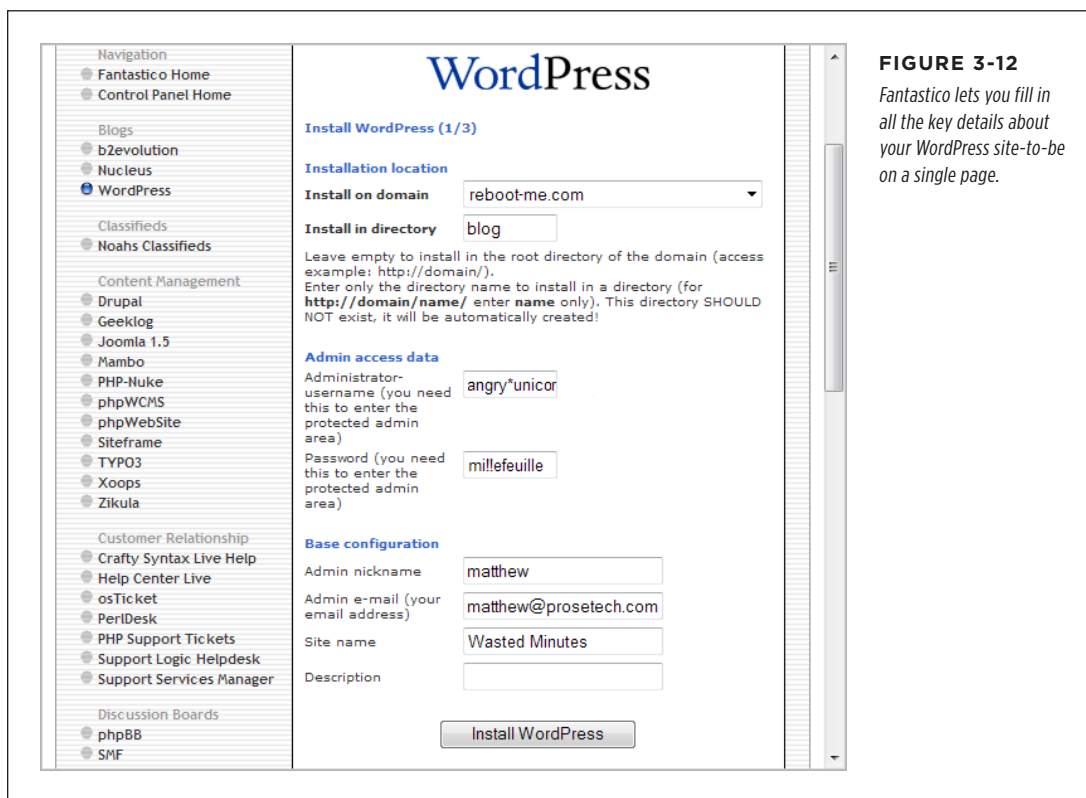 Navigation
Fantastico Home
Control Panel Home
Blogs
b2evolution
Nucleus
WordPress
Classifieds
Noahs Classifieds
Content Management
Drupal
Geeklog
Joomla 1.5
Mambo
PHP-Nuke
phpWCMS
phpWebSite
Siteframe
TYPO3
Xoops
Zikula
Customer Relationship
Crafty Syntax Live Help
Help Center Live
osTicket
PerlDesk
PHP Support Tickets
Support Logic Helpdesk
Support Services Manager
Discussion Boards
phpBB
SMF
WordPress
Install WordPress (1/3)
Installation location
Install on domain reboot-me.com
Install in directory blog
Leave empty to install in the root directory of the domain (access
example: http://domain/).
Enter only the directory name to install in a directory (for
http://domain/name/ enter name only). This directory SHOULD
NOT exist, it will be automatically created!
Admin access data
Administrator-
username (you need
this to enter the
protected admin
area)
angry*unicor
Password (you need
this to enter the
protected admin
area)
mi!!efeuille
Base configuration
Admin nickname matthew
Admin e-mail (your
email address)
matthew@prosetech.com
Site name Wasted Minutes
Description
Install WordPress
FIGURE 3-12
Fantastico lets you fill in
all the key details about
your WordPress site-to-be
on a single page.